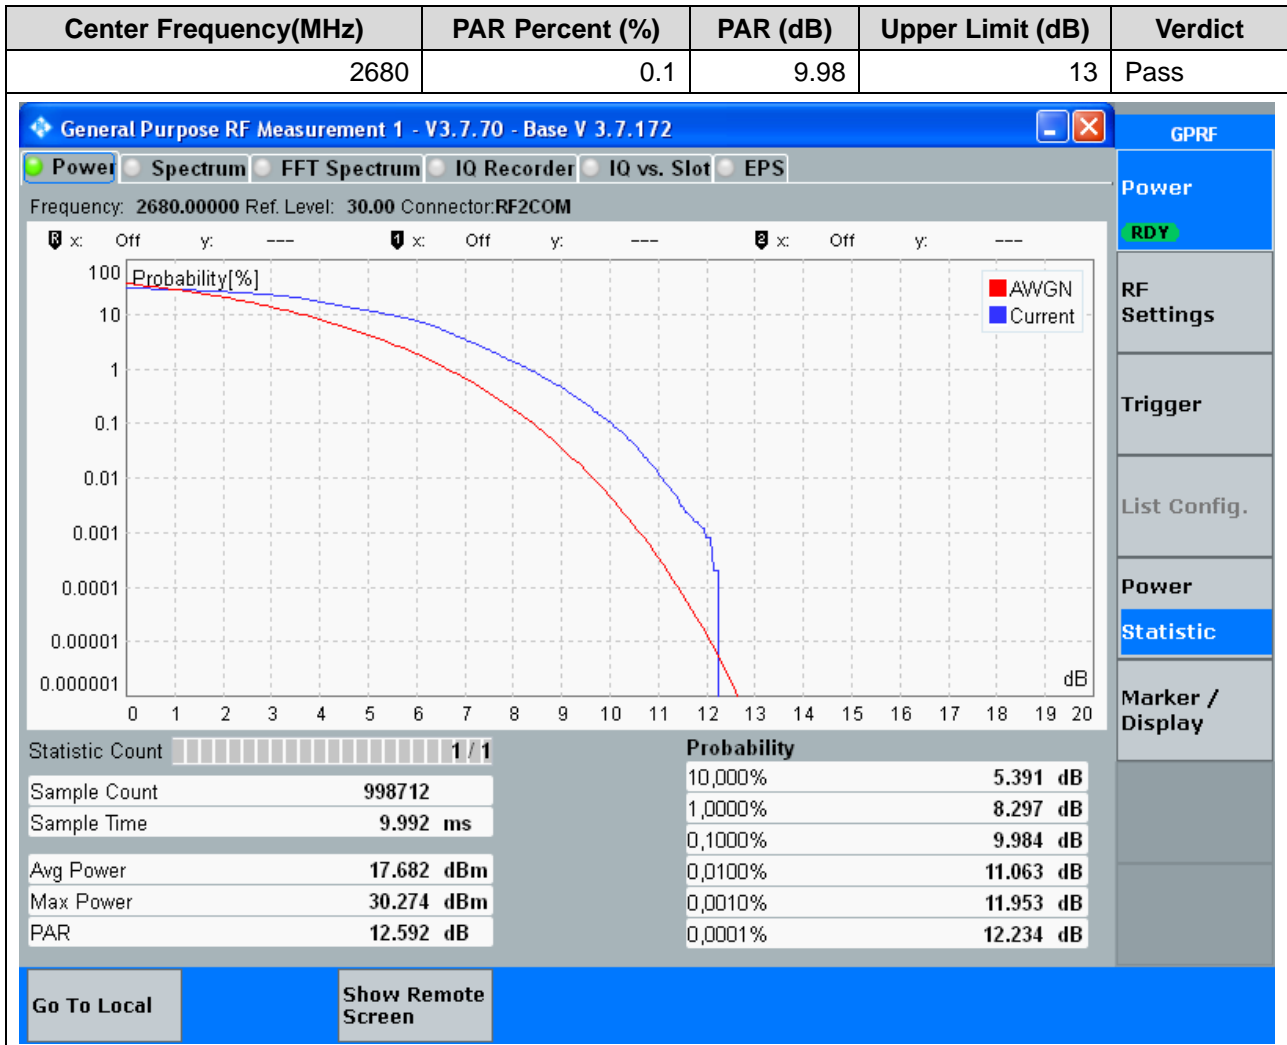 Center Frequency(MHz) PAR Percent (%) PAR (dB) Upper Limit (dB) Verdict
2680 0.1 9.98 13 Pass
General Purpose RF Measurement 1 - V3.7.70 - Base V 3.7.172
GPRF
Power Spectrum FFT Spectrum IQ Recorder IQ vs. Slot EPS
Frequency: 2680.00000 Ref. Level: 30.00 Connector:RF2COM
R x: Off y: --- 1 x: Off y: --- 2 x: Off y: ---
Probability[%]
100
10
1
0.1
0.01
0.001
0.0001
0.00001
0.000001
AWGN
Current
dB
0 1 2 3 4 5 6 7 8 9 10 11 12 13 14 15 16 17 18 19 20
Statistic Count 1 / 1
Sample Count 998712
Sample Time 9.992 ms
Avg Power 17.682 dBm
Max Power 30.274 dBm
PAR 12.592 dB
Probability
10,000% 5.391 dB
1,0000% 8.297 dB
0,1000% 9.984 dB
0,0100% 11.063 dB
0,0010% 11.953 dB
0,0001% 12.234 dB
Power
RDY
RF
Settings
Trigger
List Config.
Power
Statistic
Marker /
Display
Go To Local
Show Remote
Screen